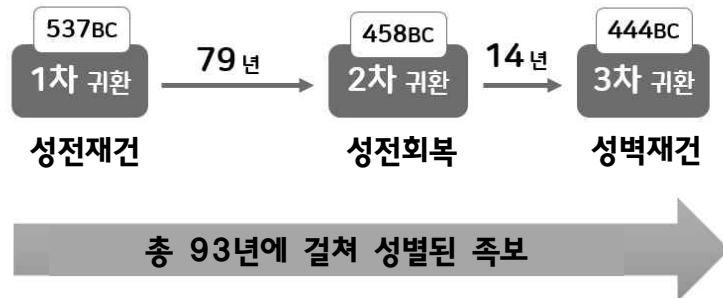 537BC
1차 귀환
79년
458BC
2차 귀환
14년
444BC
3차 귀환
성전재건
성전회복
성벽재건
총 93년에 걸쳐 성별된 족보